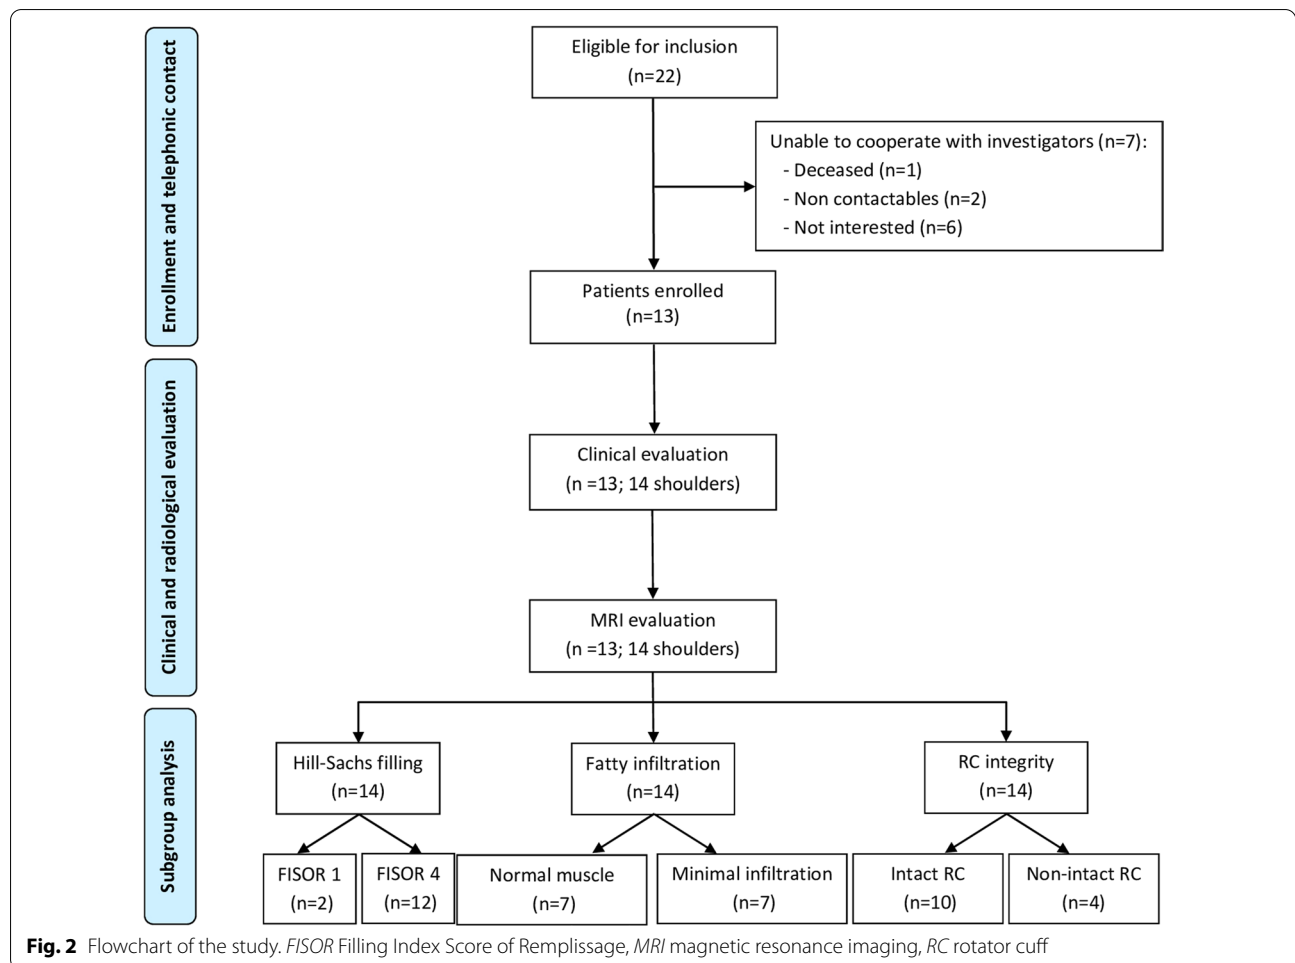 Enrollment and telephonic contact
Eligible for inclusion
(n=22)
Unable to cooperate with investigators (n=7):
- Deceased (n=1)
- Non contactables (n=2)
- Not interested (n=6)
Patients enrolled
(n=13)
Clinical and radiological evaluation
Clinical evaluation
(n =13; 14 shoulders)
MRI evaluation
(n =13; 14 shoulders)
Subgroup analysis
Hill-Sachs filling
(n=14)
Fatty infiltration
(n=14)
RC integrity
(n=14)
FISOR 1
(n=2)
FISOR 4
(n=12)
Normal muscle
(n=7)
Minimal infiltration
(n=7)
Intact RC
(n=10)
Non-intact RC
(n=4)
Fig. 2 Flowchart of the study. FISOR Filling Index Score of Remplissage, MRI magnetic resonance imaging, RC rotator cuff